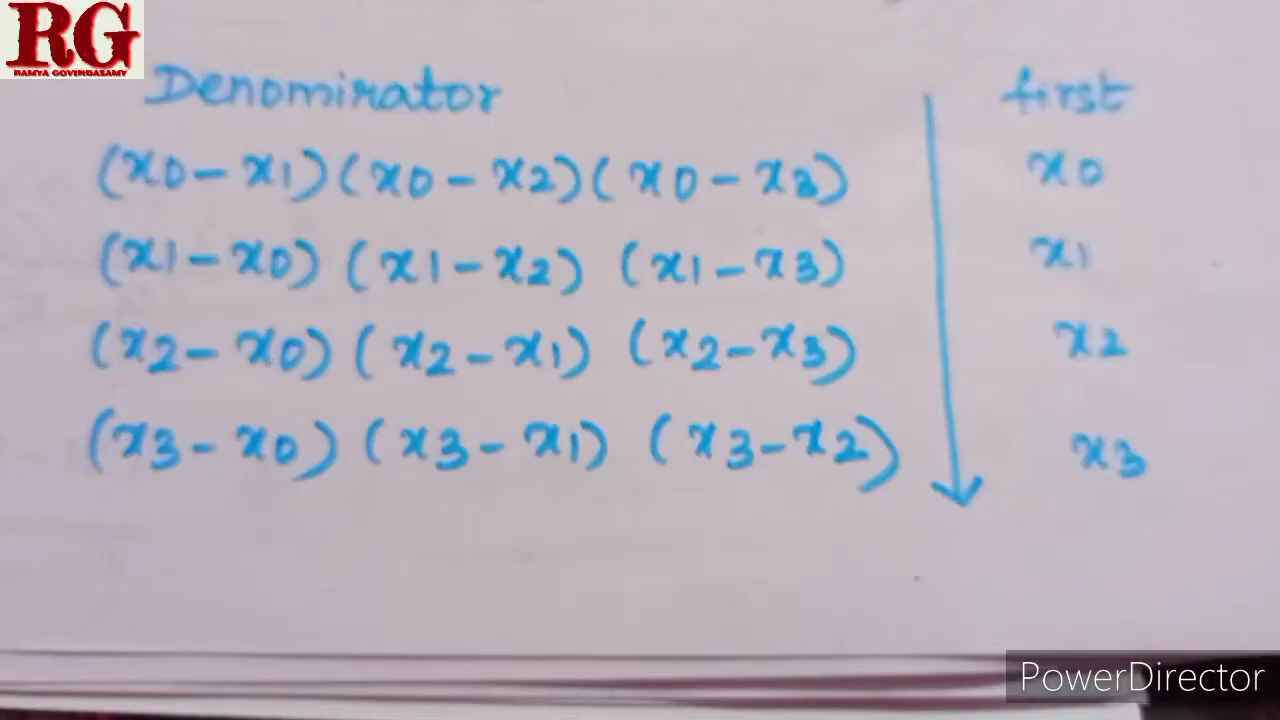 RG
RAMYA GOVINDASAMY
Denominator first
(x0 - x1) (x0 - x2) (x0 - x3) x0
(x1 - x0) (x1 - x2) (x1 - x3) x1
(x2 - x0) (x2 - x1) (x2 - x3) x2
(x3 - x0) (x3 - x1) (x3 - x2) x3
PowerDirector